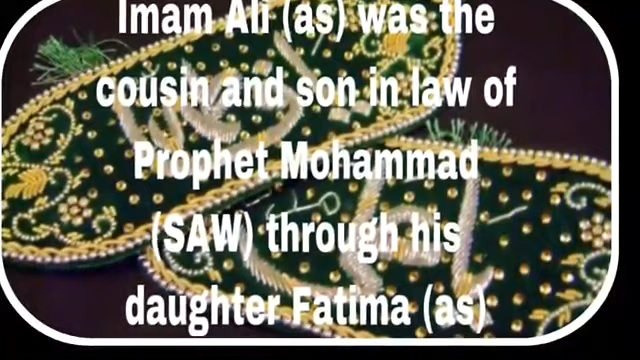 Imam Ali (as) was the
cousin and son in law of
Prophet Mohammad
(SAW) through his
daughter Fatima (as)